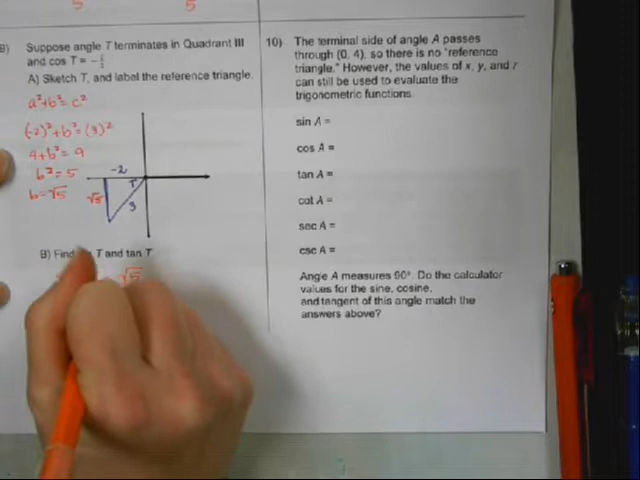 5
5
9) Suppose angle T terminates in Quadrant III
and cos T = -2/3
A) Sketch T, and label the reference triangle.
a²+b²=c²
(-2)²+b²=(3)²
4+b²=9
b²=5
b=√5
-2
T
√5
3
B) Find T and tan T
√5
10) The terminal side of angle A passes
through (0, 4), so there is no "reference
triangle." However, the values of x, y, and r
can still be used to evaluate the
trigonometric functions.
sin A =
cos A =
tan A =
cot A =
sec A =
csc A =
Angle A measures 90°. Do the calculator
values for the sine, cosine,
and tangent of this angle match the
answers above?